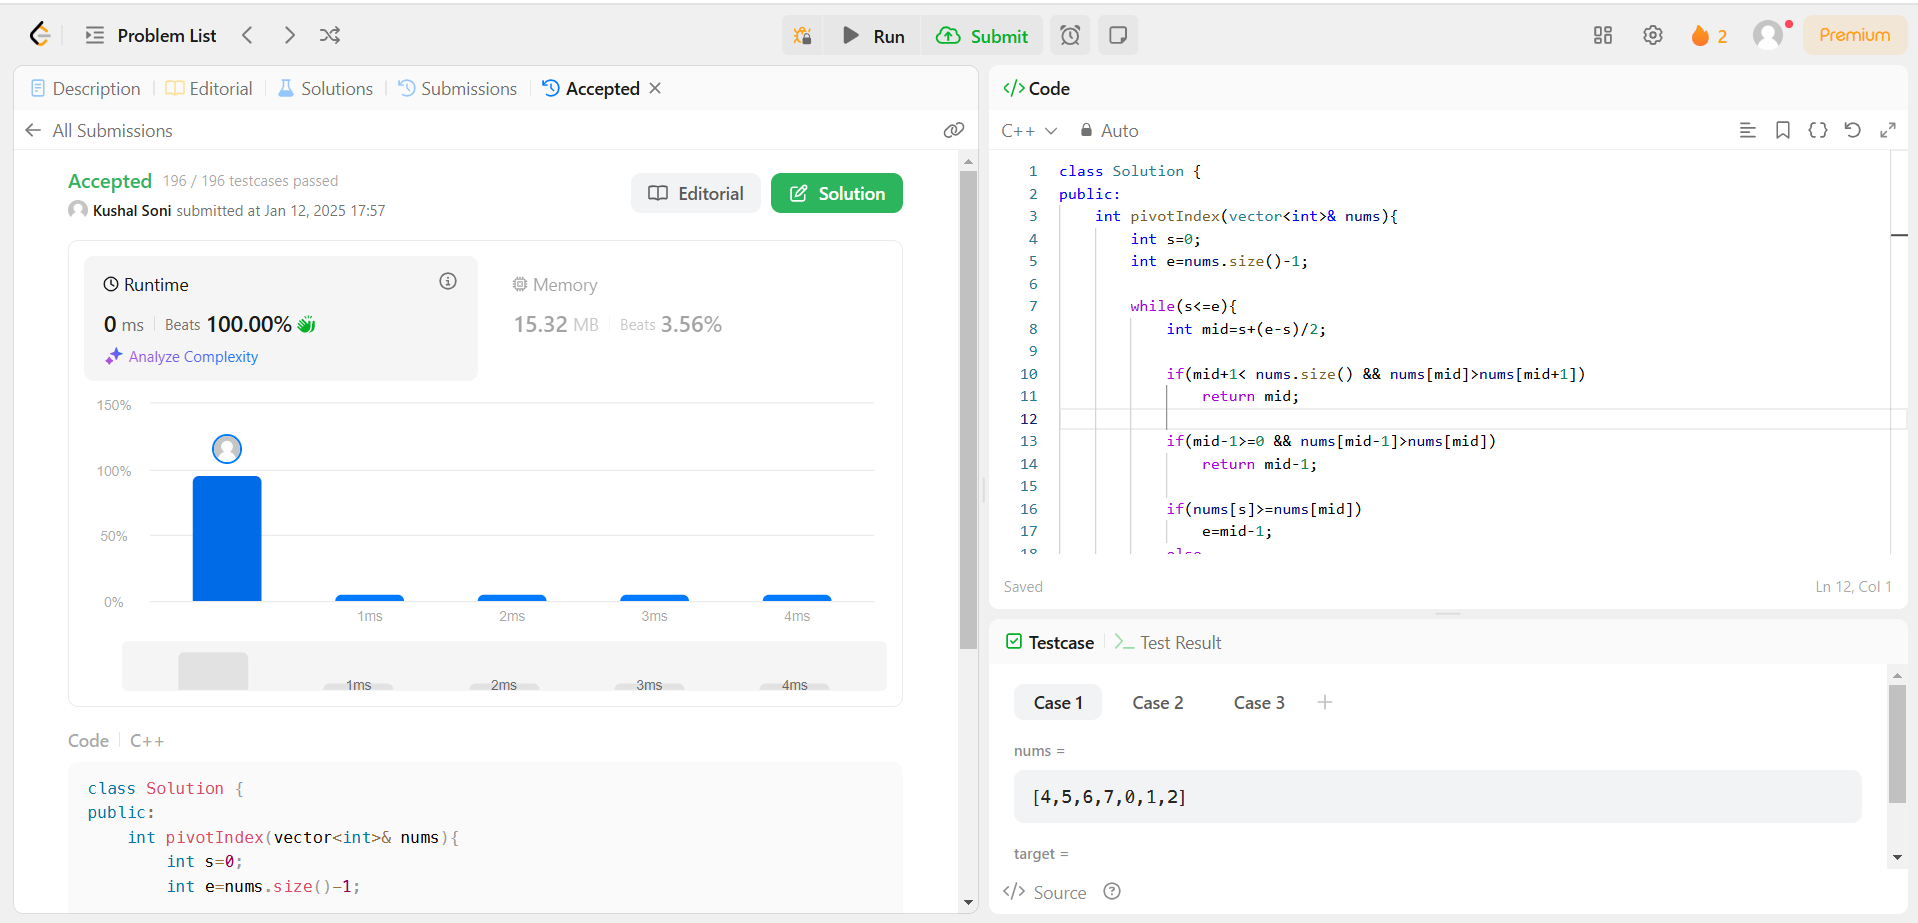 Problem List
Run
Submit
2
Premium
Description
Editorial
Solutions
Submissions
Accepted
All Submissions
Accepted 196 / 196 testcases passed
Kushal Soni submitted at Jan 12, 2025 17:57
Editorial
Solution
Runtime
0 ms
Beats 100.00%
Analyze Complexity
Memory
15.32 MB
Beats 3.56%
150%
100%
50%
0%
1ms
2ms
3ms
4ms
1ms
2ms
3ms
4ms
Code
C++
class Solution {
public:
    int pivotIndex(vector<int>& nums){
        int s=0;
        int e=nums.size()-1;
</> Code
C++
Auto
1 class Solution {
2 public:
3     int pivotIndex(vector<int>& nums){
4         int s=0;
5         int e=nums.size()-1;
6
7         while(s<=e){
8             int mid=s+(e-s)/2;
9
10             if(mid+1< nums.size() && nums[mid]>nums[mid+1])
11                 return mid;
12
13             if(mid-1>=0 && nums[mid-1]>nums[mid])
14                 return mid-1;
15
16             if(nums[s]>=nums[mid])
17                 e=mid-1;
18             else
Saved
Ln 12, Col 1
Testcase
Test Result
Case 1
Case 2
Case 3
nums =
[4,5,6,7,0,1,2]
target =
</> Source